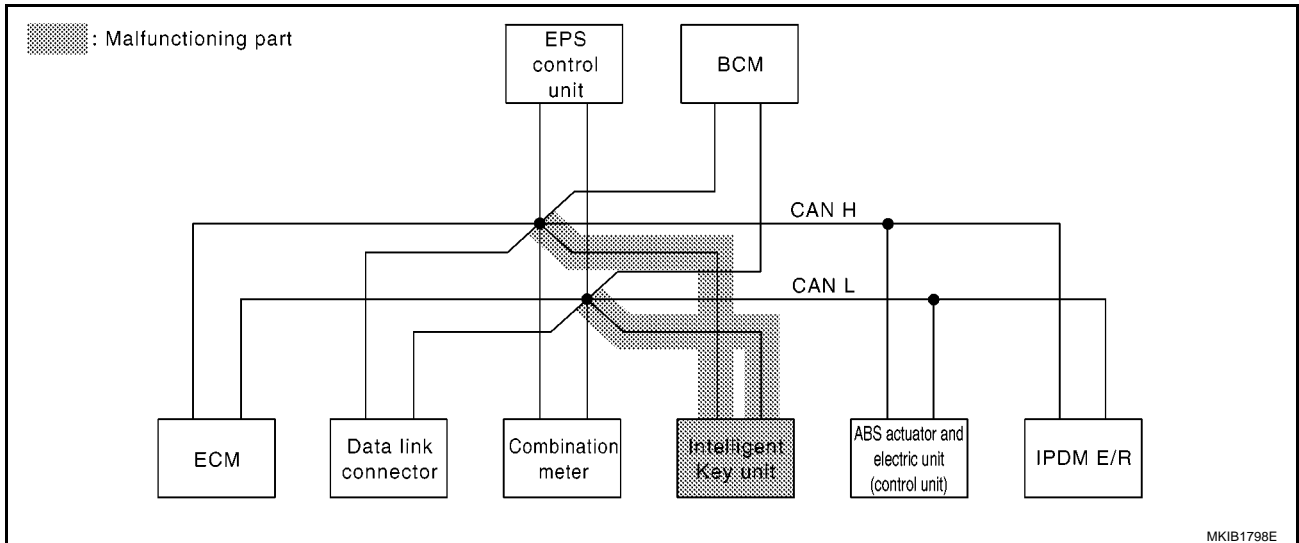 : Malfunctioning part
EPS
control
unit
BCM
CAN H
CAN L
ECM
Data link
connector
Combination
meter
Intelligent
Key unit
ABS actuator and
electric unit
(control unit)
IPDM E/R
MKIB1798E